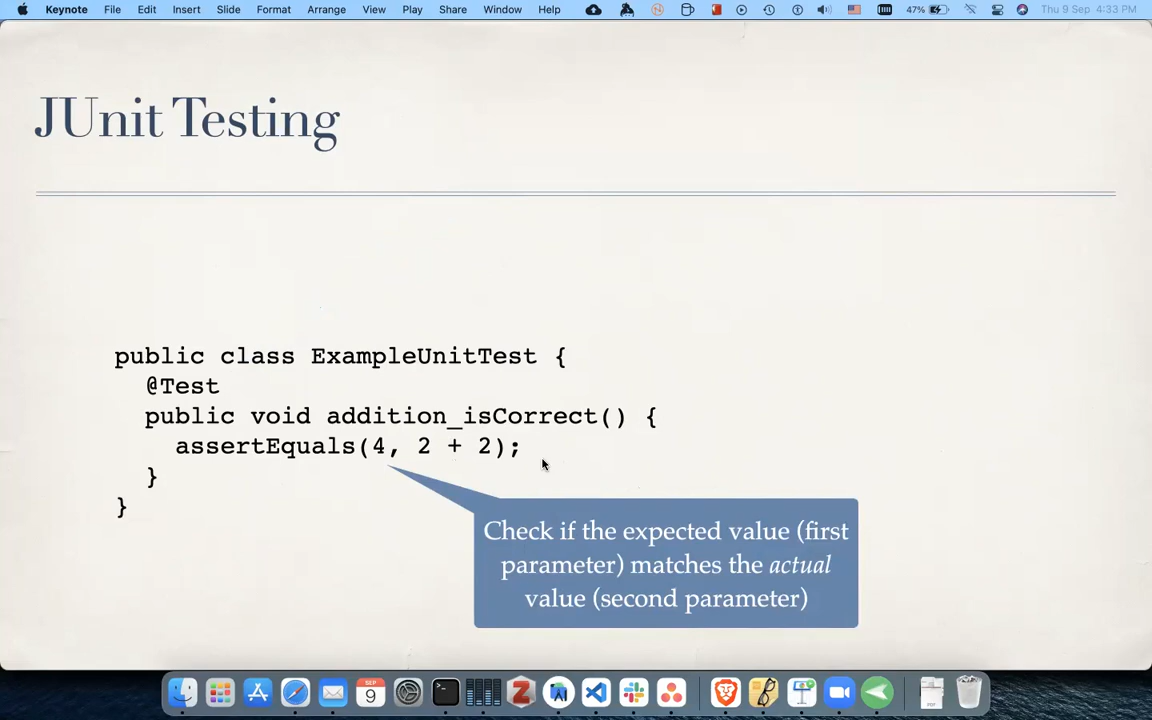 Keynote File Edit Insert Slide Format Arrange View Play Share Window Help 47% Thu 9 Sep 4:33 PM
JUnit Testing
public class ExampleUnitTest {
@Test
public void addition_isCorrect() {
assertEquals(4, 2 + 2);
}
}
Check if the expected value (first
parameter) matches the actual
value (second parameter)
SEP
9